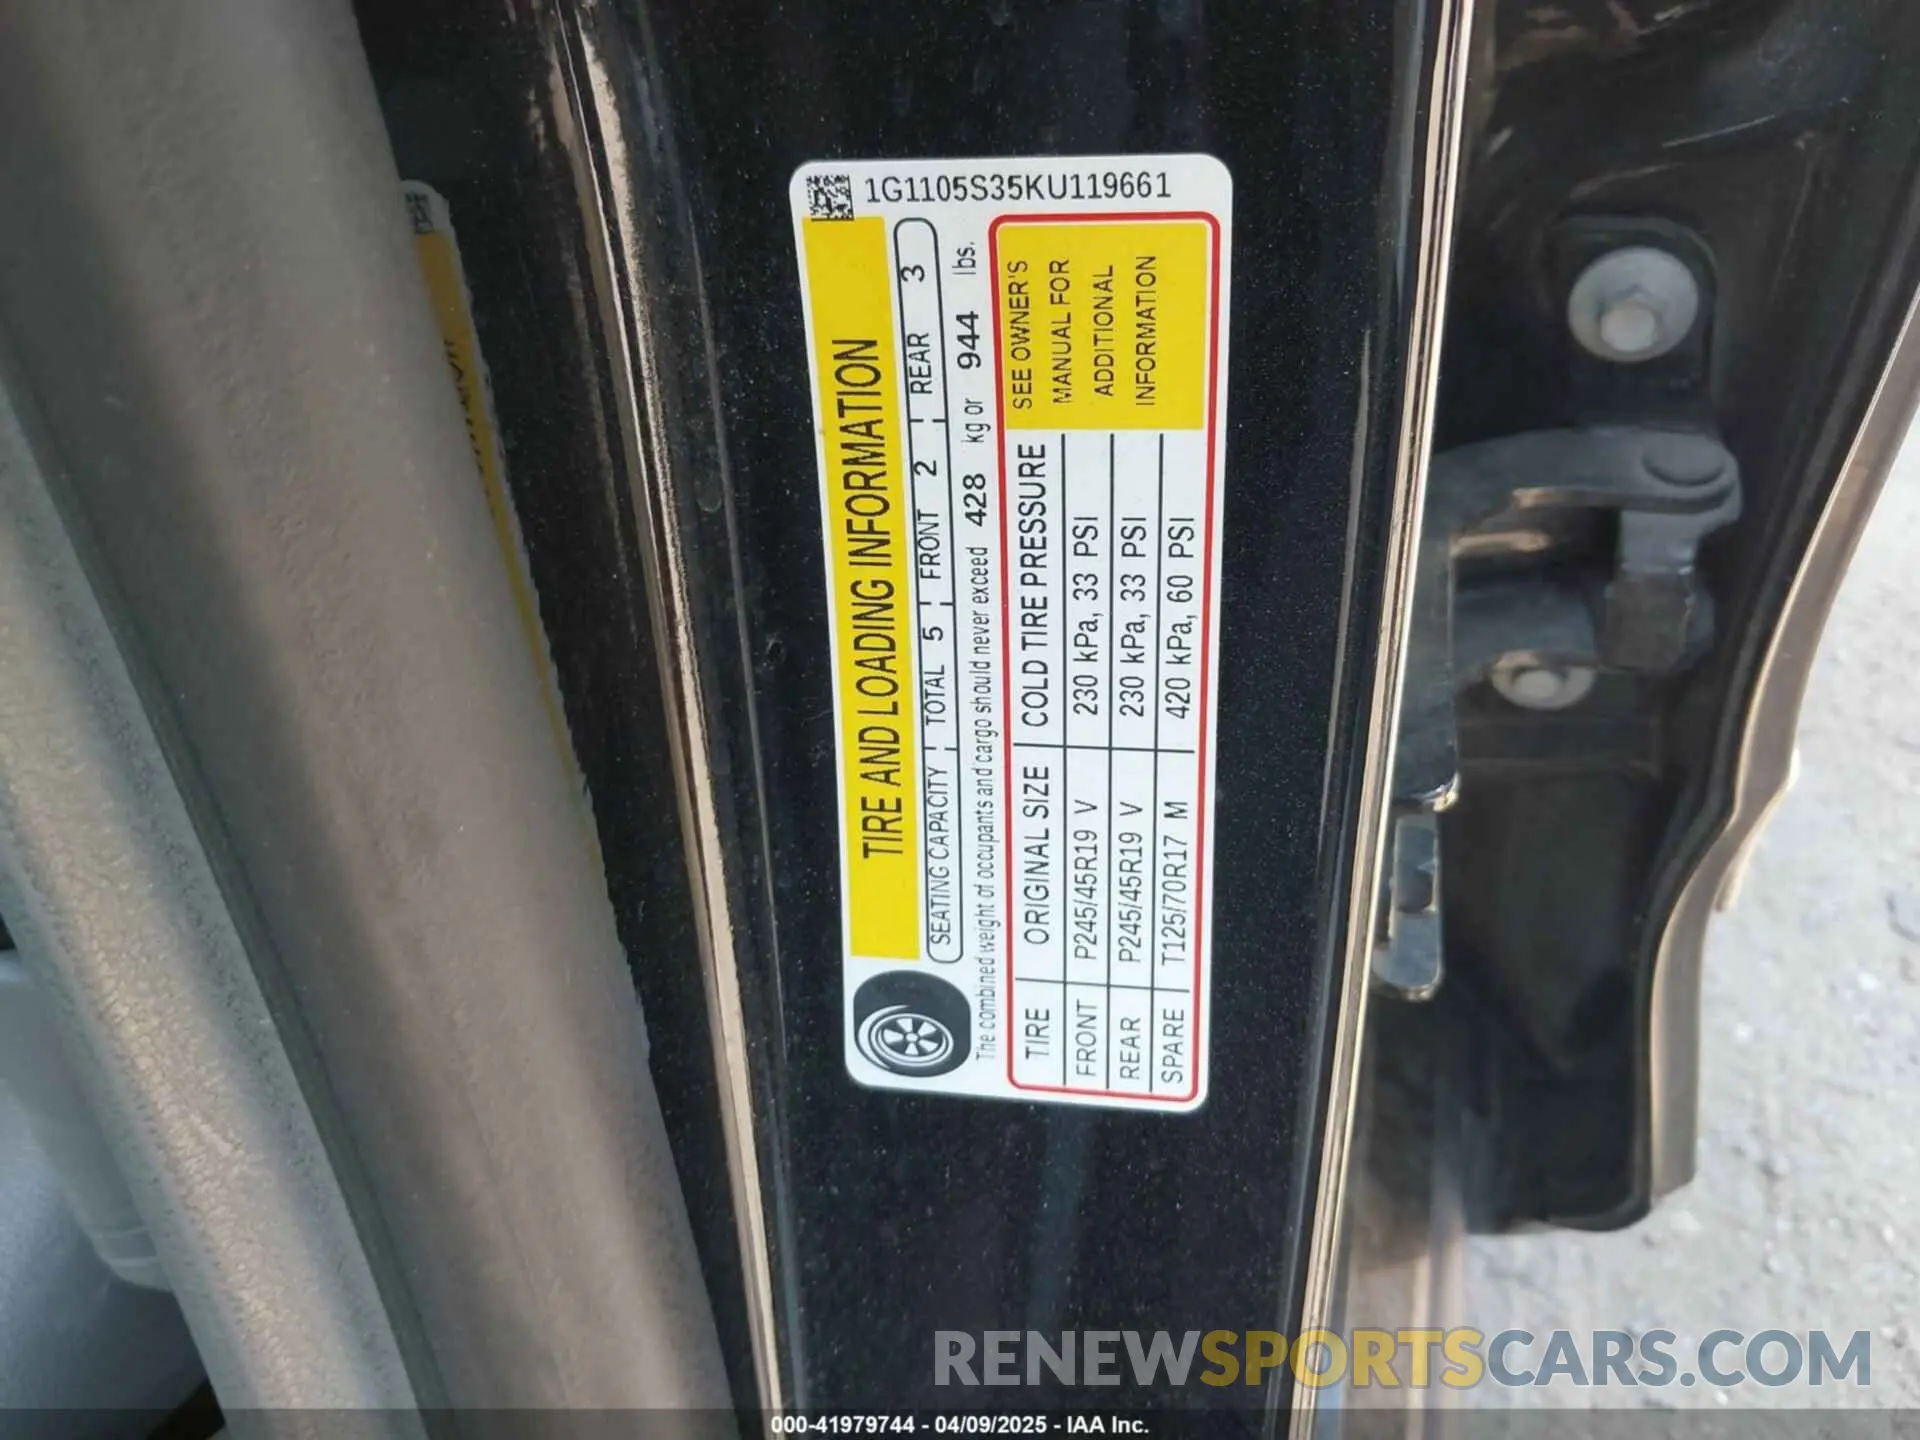 1G1105S35KU119661
TIRE AND LOADING INFORMATION
SEATING CAPACITY TOTAL 5 FRONT 2 REAR 3
The combined weight of occupants and cargo should never exceed 428 kg or 944 lbs.
TIRE ORIGINAL SIZE COLD TIRE PRESSURE
FRONT P245/45R19 V 230 kPa, 33 PSI
REAR P245/45R19 V 230 kPa, 33 PSI
SPARE T125/70R17 M 420 kPa, 60 PSI
SEE OWNER'S
MANUAL FOR
ADDITIONAL
INFORMATION
RENEWSPORTSCARS.COM
000-41979744 - 04/09/2025 - IAA Inc.